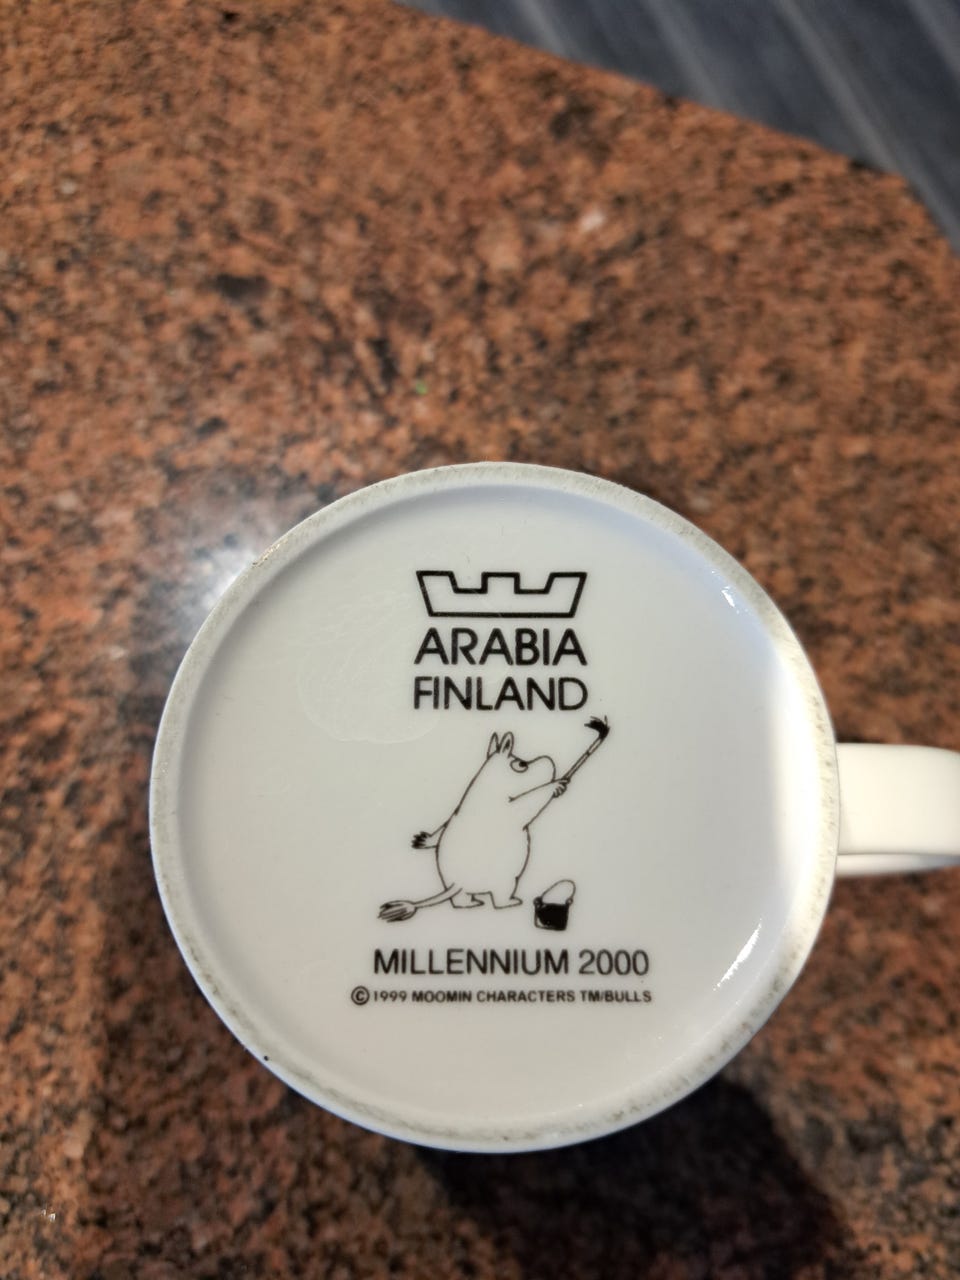 ARABIA
FINLAND
MILLENNIUM 2000
©1999 MOOMIN CHARACTERS TM/BULLS